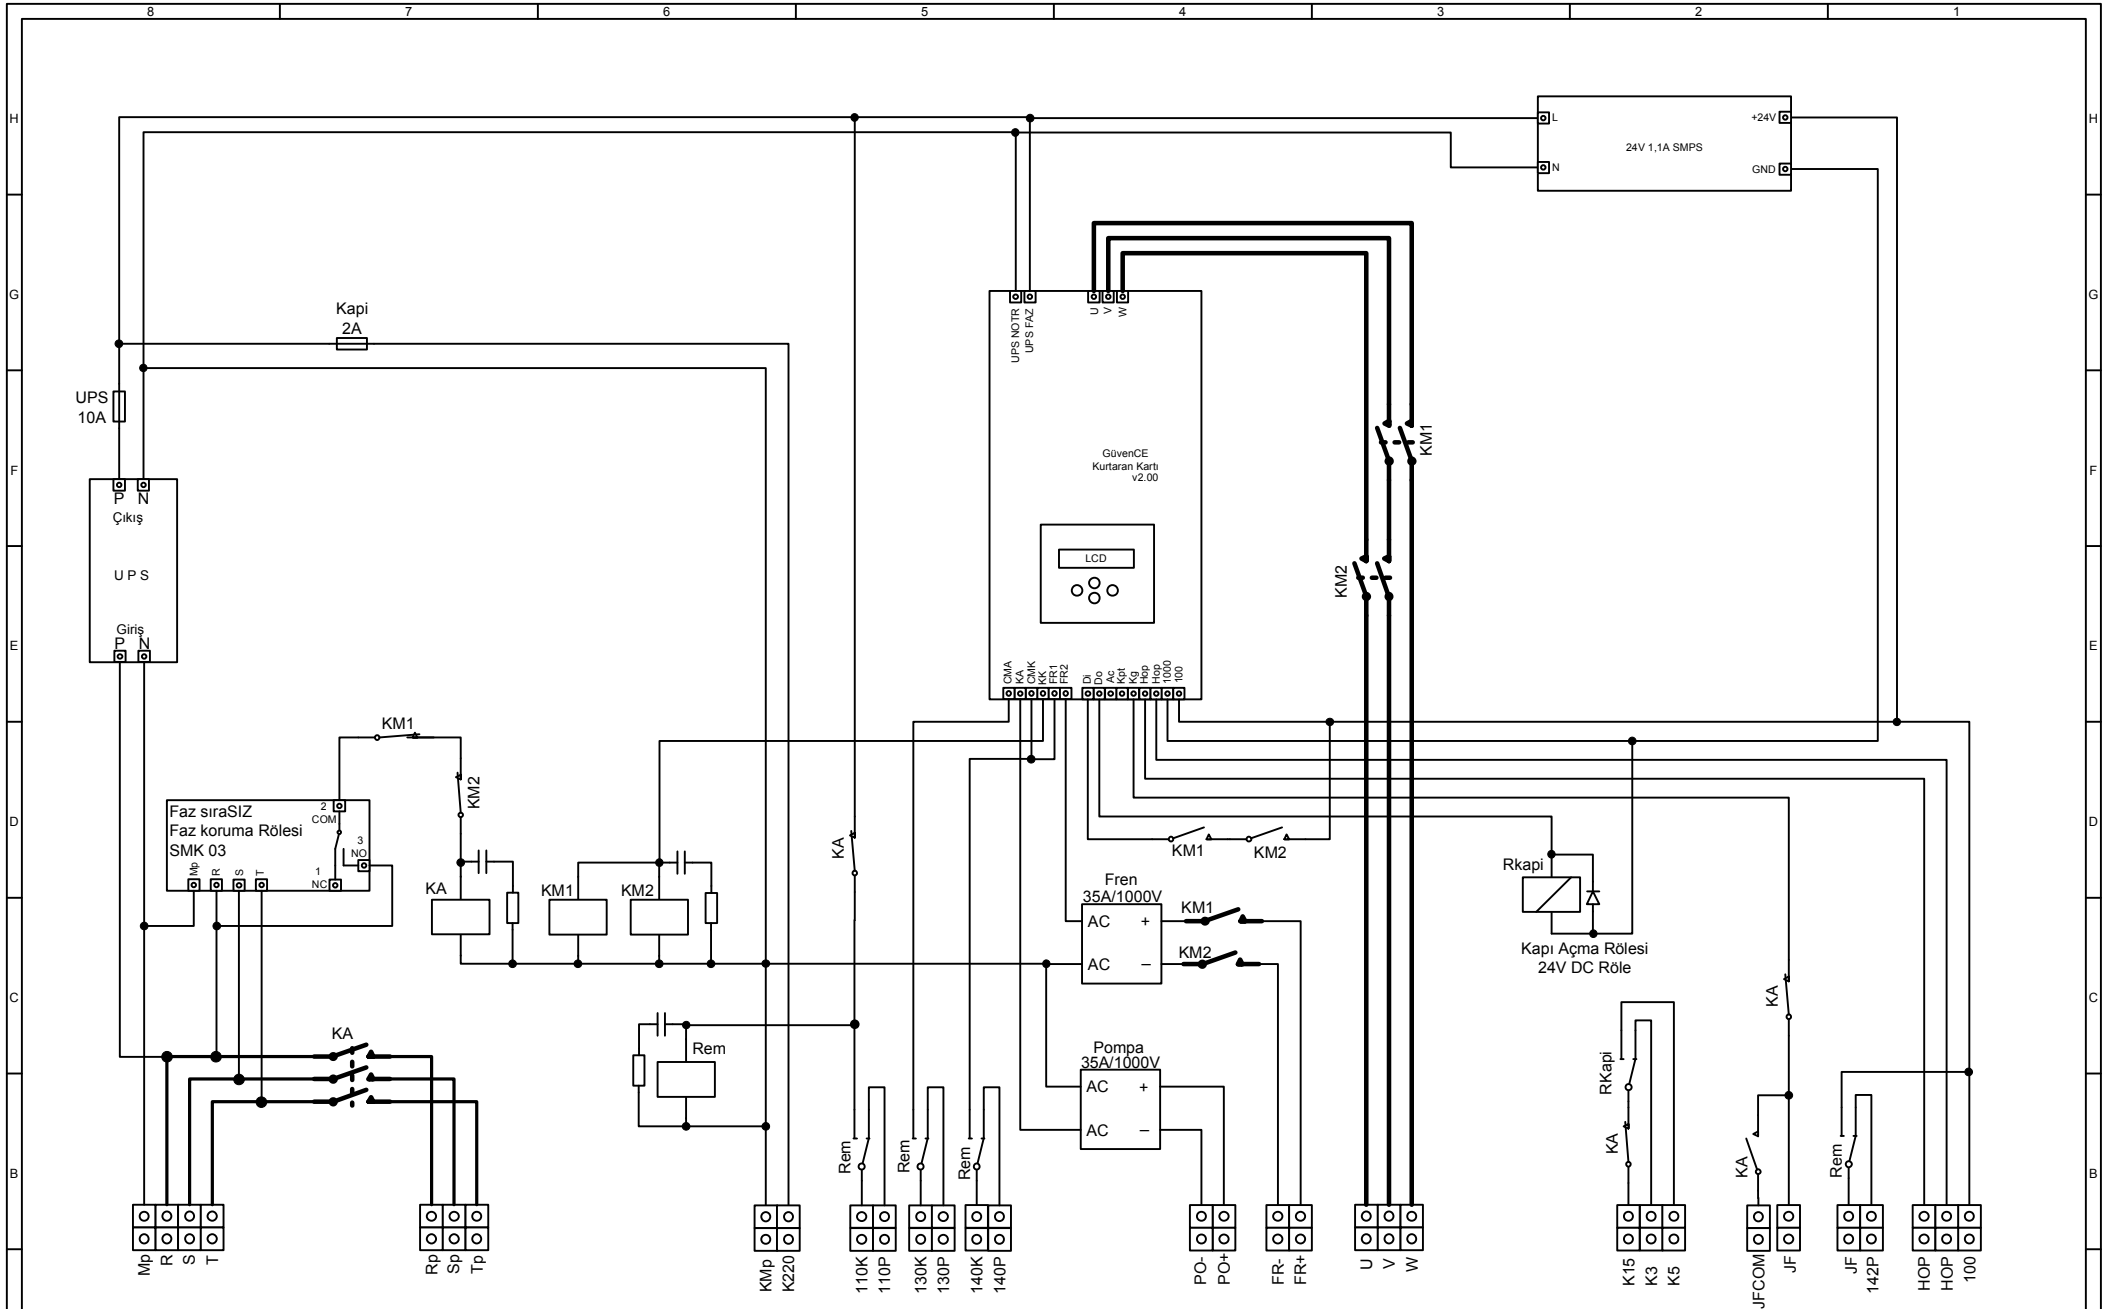 8 7 6 5 4 3 2 1
H
H
L
+24V
24V 1,1A SMPS
N
GND
G
G
Kapi
2A
UPS NOTR
UPS FAZ
U
V
W
UPS
10A
KM1
F
F
GüvenCE
Kurtaran Kartı
v2.00
P N
Çıkış
U P S
LCD
KM2
Giriş
P N
E
E
CMA
KA
CMK
KK
FR1
FR2
Di
Do
Ac
Kpt
Kg
Hop
Hop
1000
100
KM1
KM2
D
D
Faz sıraSIZ
Faz koruma Rölesi
SMK 03
2
COM
3
NO
1
NC
Mp
R
S
T
KA
KM1
KM2
KA
KM1
KM2
Fren
35A/1000V
AC +
AC –
KM1
KM2
Rkapi
Kapı Açma Rölesi
24V DC Röle
C
C
KA
KA
Rem
Pompa
35A/1000V
AC +
AC –
RKapi
KA
B
B
Rem
Rem
Rem
KA
Rem
Mp
R
S
T
Rp
Sp
Tp
KMp
K220
110K
110P
130K
130P
140K
140P
PO-
PO+
FR-
FR+
U
V
W
K15
K3
K5
JFCOM
JF
JF
142P
HOP
HOP
100